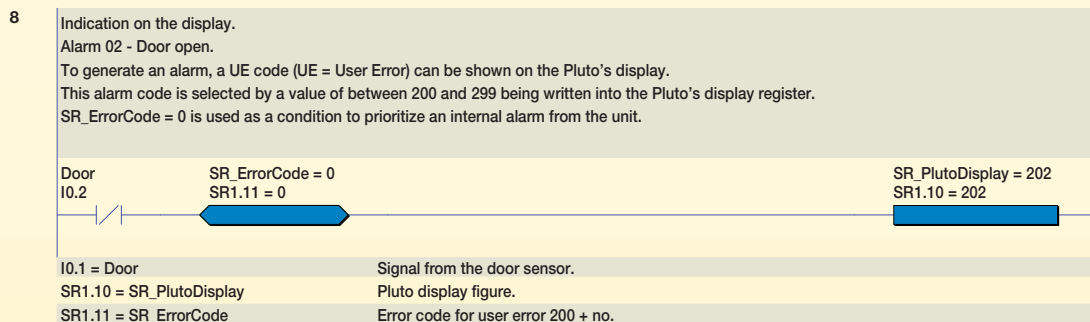 8
Indication on the display.
Alarm 02 - Door open.
To generate an alarm, a UE code (UE = User Error) can be shown on the Pluto's display.
This alarm code is selected by a value of between 200 and 299 being written into the Pluto's display register.
SR_ErrorCode = 0 is used as a condition to prioritize an internal alarm from the unit.
Door SR_ErrorCode = 0 SR_PlutoDisplay = 202
I0.2 SR1.11 = 0 SR1.10 = 202
I0.1 = Door Signal from the door sensor.
SR1.10 = SR_PlutoDisplay Pluto display figure.
SR1.11 = SR_ErrorCode Error code for user error 200 + no.